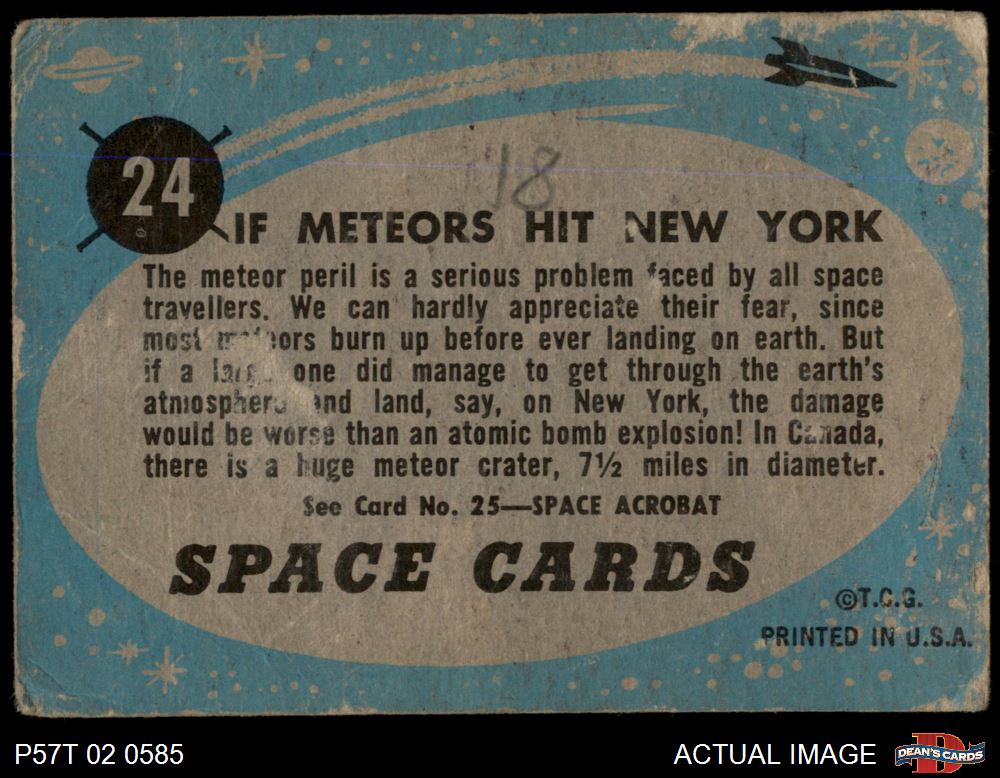 18
24
IF METEORS HIT NEW YORK
The meteor peril is a serious problem faced by all space
travellers. We can hardly appreciate their fear, since
most meteors burn up before ever landing on earth. But
if a large one did manage to get through the earth's
atmosphere and land, say, on New York, the damage
would be worse than an atomic bomb explosion! In Canada,
there is a huge meteor crater, 7½ miles in diameter.
See Card No. 25—SPACE ACROBAT
SPACE CARDS
©T.C.G.
PRINTED IN U.S.A.
P57T 02 0585
ACTUAL IMAGE
DEAN'S CARDS